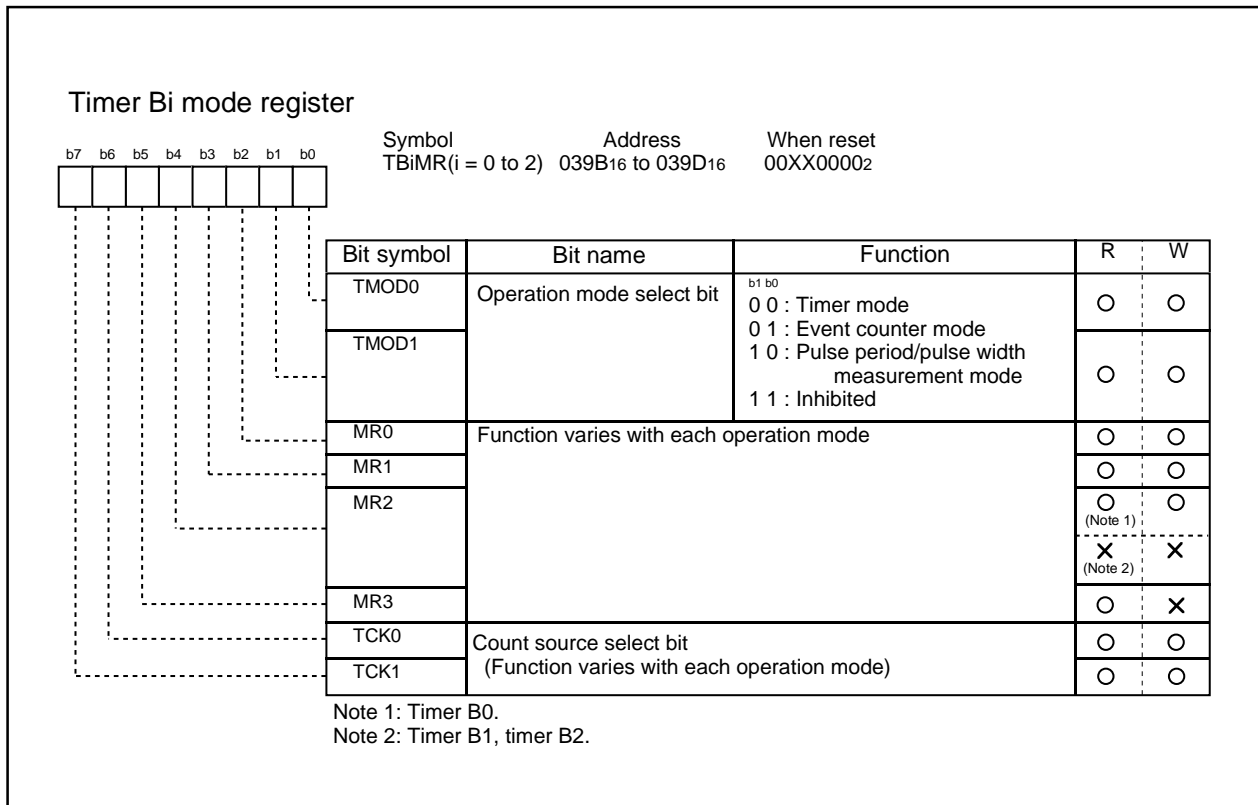 Timer Bi mode register
Symbol Address When reset
TBiMR(i = 0 to 2) 039B16 to 039D16 00XX00002
b7 b6 b5 b4 b3 b2 b1 b0
Bit symbol Bit name Function R W
TMOD0 Operation mode select bit b1 b0
0 0 : Timer mode
0 1 : Event counter mode
TMOD1 1 0 : Pulse period/pulse width
measurement mode
1 1 : Inhibited
MR0 Function varies with each operation mode
MR1
MR2
(Note 1)
(Note 2)
MR3
TCK0 Count source select bit
TCK1 (Function varies with each operation mode)
Note 1: Timer B0.
Note 2: Timer B1, timer B2.